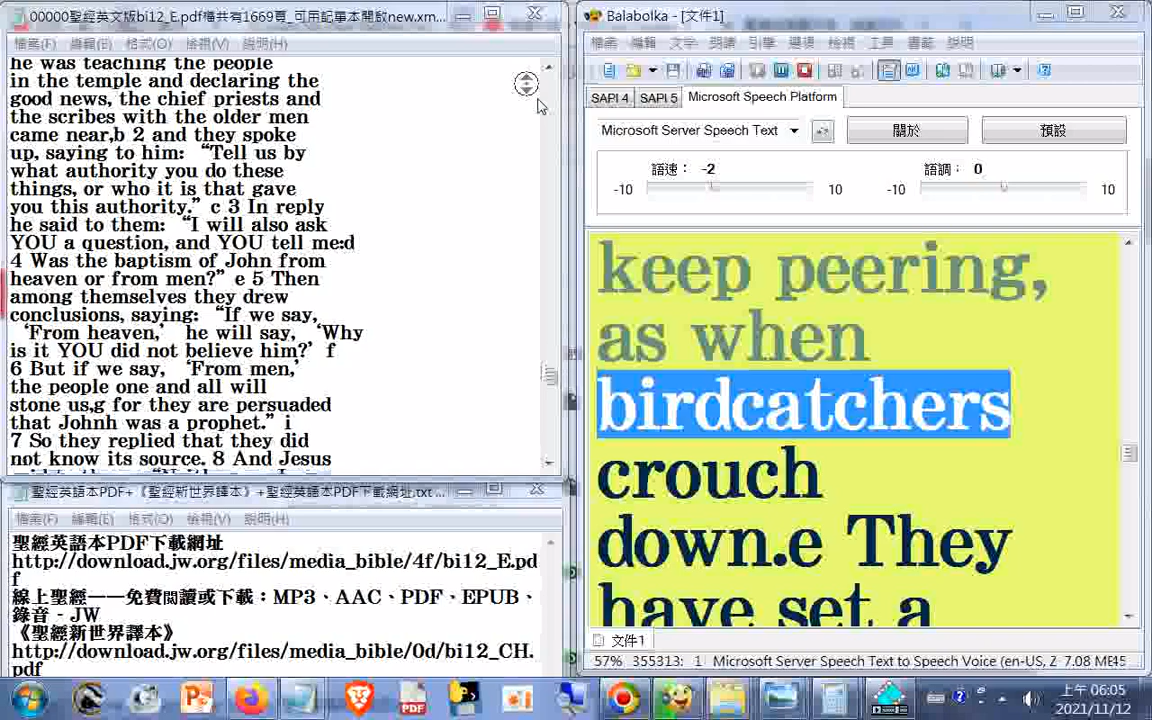 00000聖經英文版bi12_E.pdf檔共有1669頁_可用記事本開啟new.xm...
檔案(F) 編輯(E) 格式(O) 檢視(V) 說明(H)
he was teaching the people
in the temple and declaring the
good news, the chief priests and
the scribes with the older men
came near,b 2 and they spoke
up, saying to him: “Tell us by
what authority you do these
things, or who it is that gave
you this authority.” c 3 In reply
he said to them: “I will also ask
YOU a question, and YOU tell me:d
4 Was the baptism of John from
heaven or from men?” e 5 Then
among themselves they drew
conclusions, saying: “If we say,
‘From heaven,’ he will say, ‘Why
is it YOU did not believe him?’ f
6 But if we say, ‘From men,’
the people one and all will
stone us,g for they are persuaded
that Johnh was a prophet.” i
7 So they replied that they did
not know its source. 8 And Jesus
聖經英語本PDF+《聖經新世界譯本》+聖經英語本PDF下載網址.txt ...
檔案(F) 編輯(E) 格式(O) 檢視(V) 說明(H)
聖經英語本PDF下載網址
http://download.jw.org/files/media_bible/4f/bi12_E.pd
f
線上聖經——免費閱讀或下載：MP3、AAC、PDF、EPUB、
錄音 - JW
《聖經新世界譯本》
http://download.jw.org/files/media_bible/0d/bi12_CH.
pdf
Balabolka - [文件1]
檔案 編輯 文字 朗讀 引擎 選項 檢視 工具 書籤 說明
SAPI 4 SAPI 5 Microsoft Speech Platform
Microsoft Server Speech Text 關於 預設
語速： -2 語調： 0
-10 10 -10 10
keep peering,
as when
birdcatchers
crouch
down.e They
have set a
文件1
57% 355313: 1 Microsoft Server Speech Text to Speech Voice (en-US, Z 7.08 ME45
上午 06:05
2021/11/12